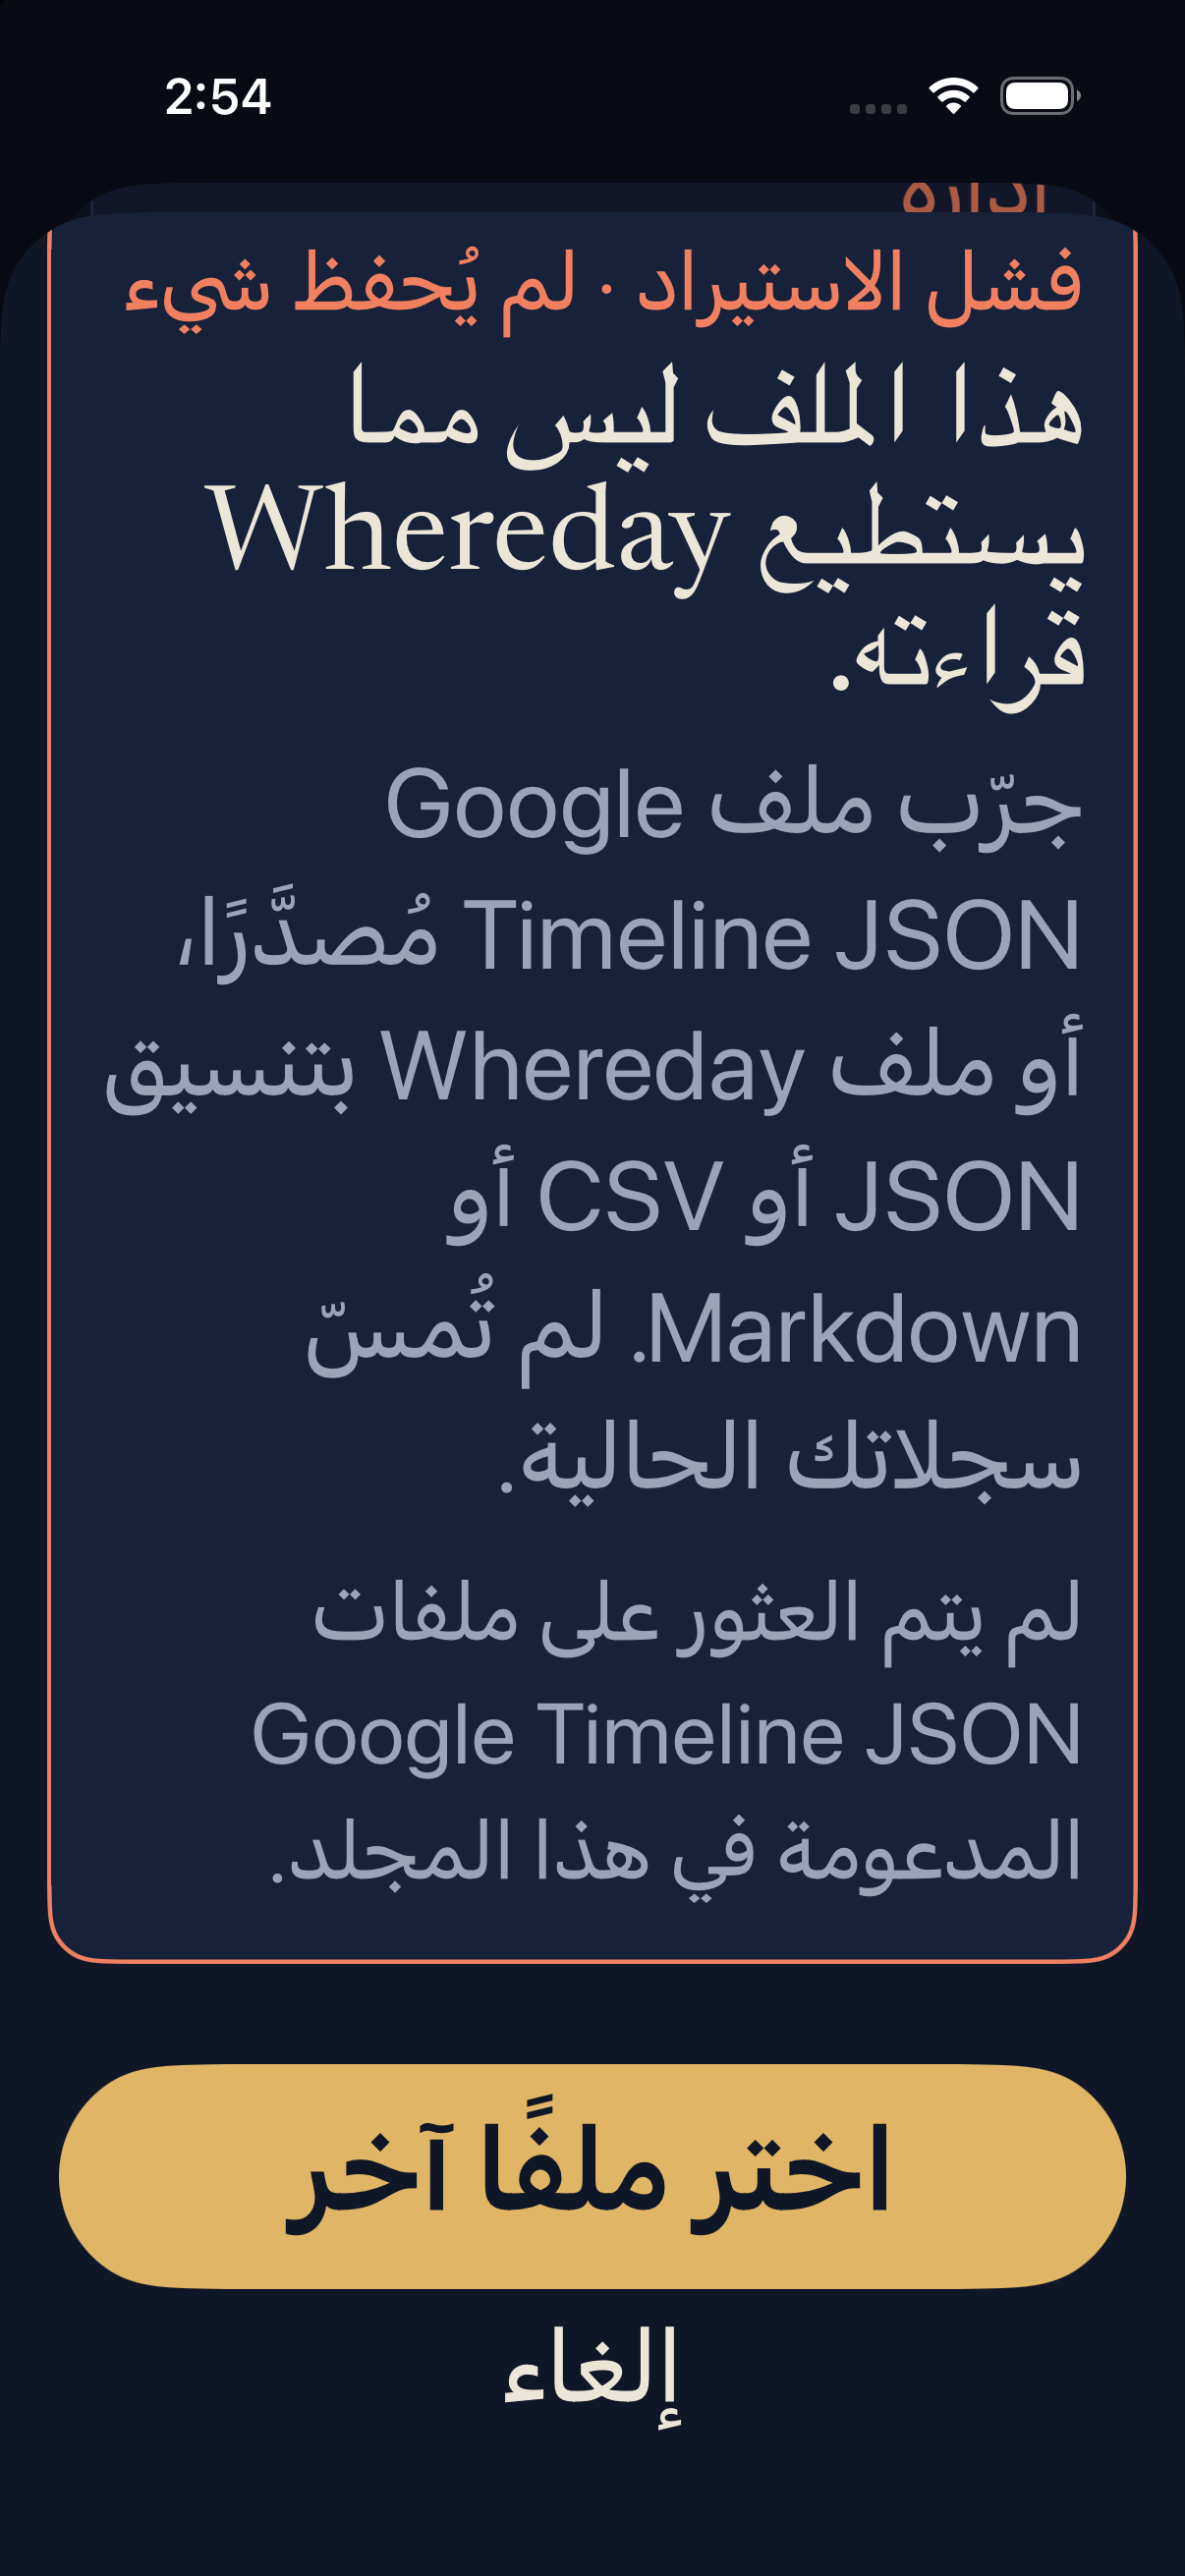 2:54
إدارة
فشل الاستيراد · لم يُحفظ شيء
هذا الملف ليس مما
يستطيع Whereday
قراءته.
جرّب ملف Google
Timeline JSON مُصدَّرًا،
أو ملف Whereday بتنسيق
JSON أو CSV أو
Markdown. لم تُمسّ
سجلاتك الحالية.
لم يتم العثور على ملفات
Google Timeline JSON
المدعومة في هذا المجلد.
اختر ملفًا آخر
إلغاء